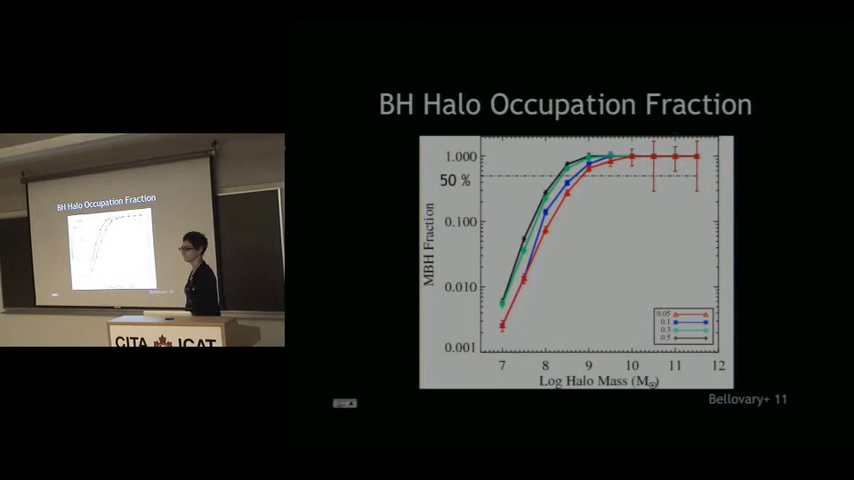 BH Halo Occupation Fraction
1.000
50 %
0.100
MBH Fraction
0.010
0.001
0.05
0.1
0.3
0.5
7 8 9 10 11 12
Log Halo Mass (M⊙)
Bellovary+ 11
BH Halo Occupation Fraction
CITA ICAT